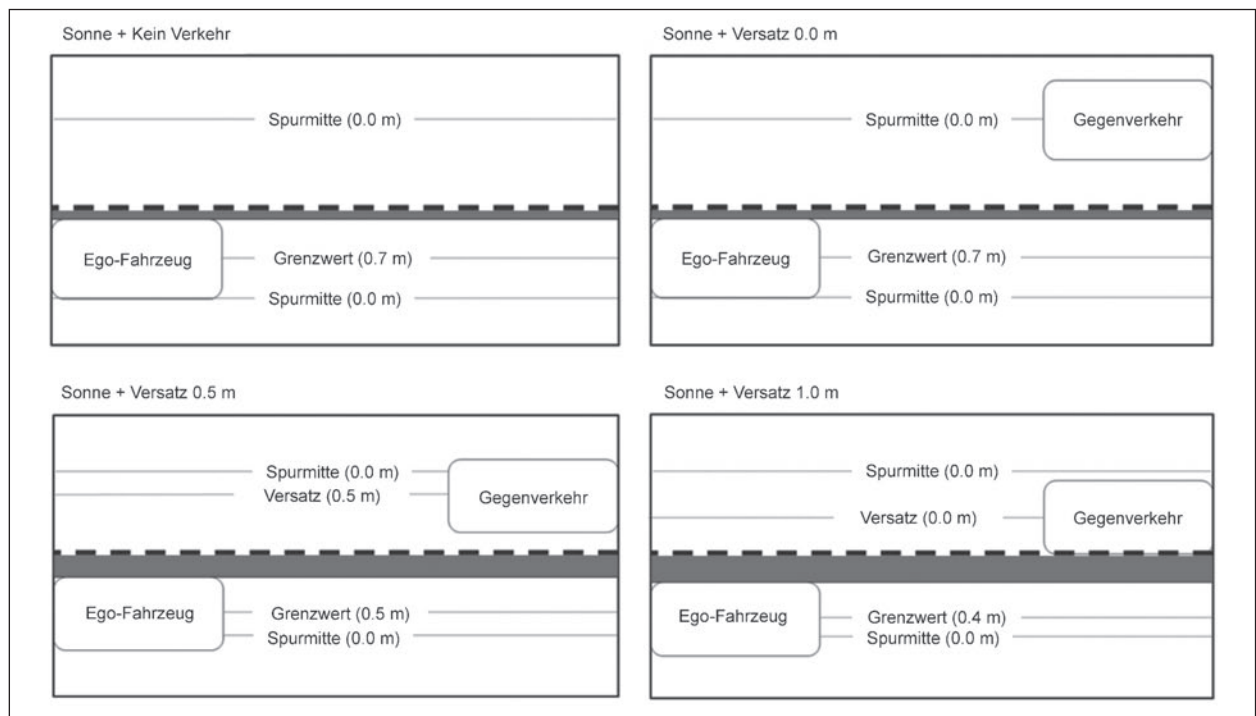 Sonne + Kein Verkehr
Spurmitte (0.0 m)
Ego-Fahrzeug
Grenzwert (0.7 m)
Spurmitte (0.0 m)
Sonne + Versatz 0.0 m
Spurmitte (0.0 m)
Gegenverkehr
Ego-Fahrzeug
Grenzwert (0.7 m)
Spurmitte (0.0 m)
Sonne + Versatz 0.5 m
Spurmitte (0.0 m)
Versatz (0.5 m)
Gegenverkehr
Ego-Fahrzeug
Grenzwert (0.5 m)
Spurmitte (0.0 m)
Sonne + Versatz 1.0 m
Spurmitte (0.0 m)
Versatz (0.0 m)
Gegenverkehr
Ego-Fahrzeug
Grenzwert (0.4 m)
Spurmitte (0.0 m)